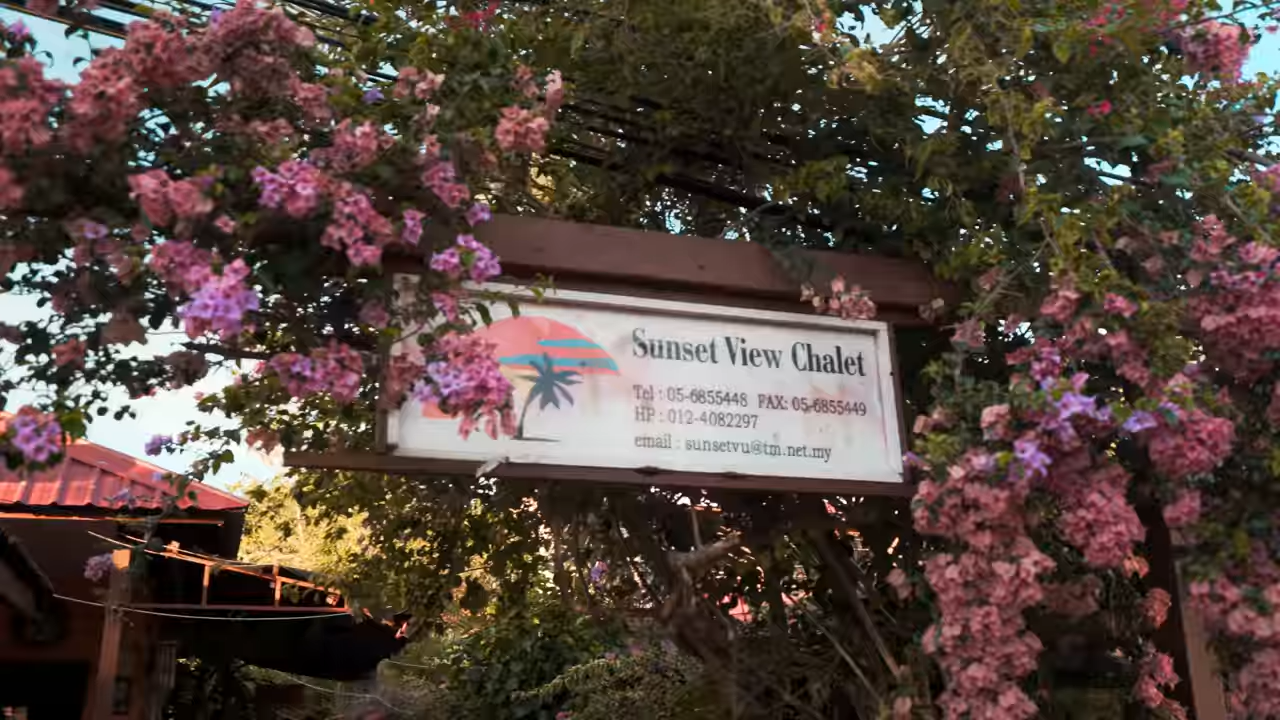 Sunset View Chalet
Tel : 05-6855448 FAX: 05-6855449
HP : 012-4082297
email : sunsetvu@tm.net.my